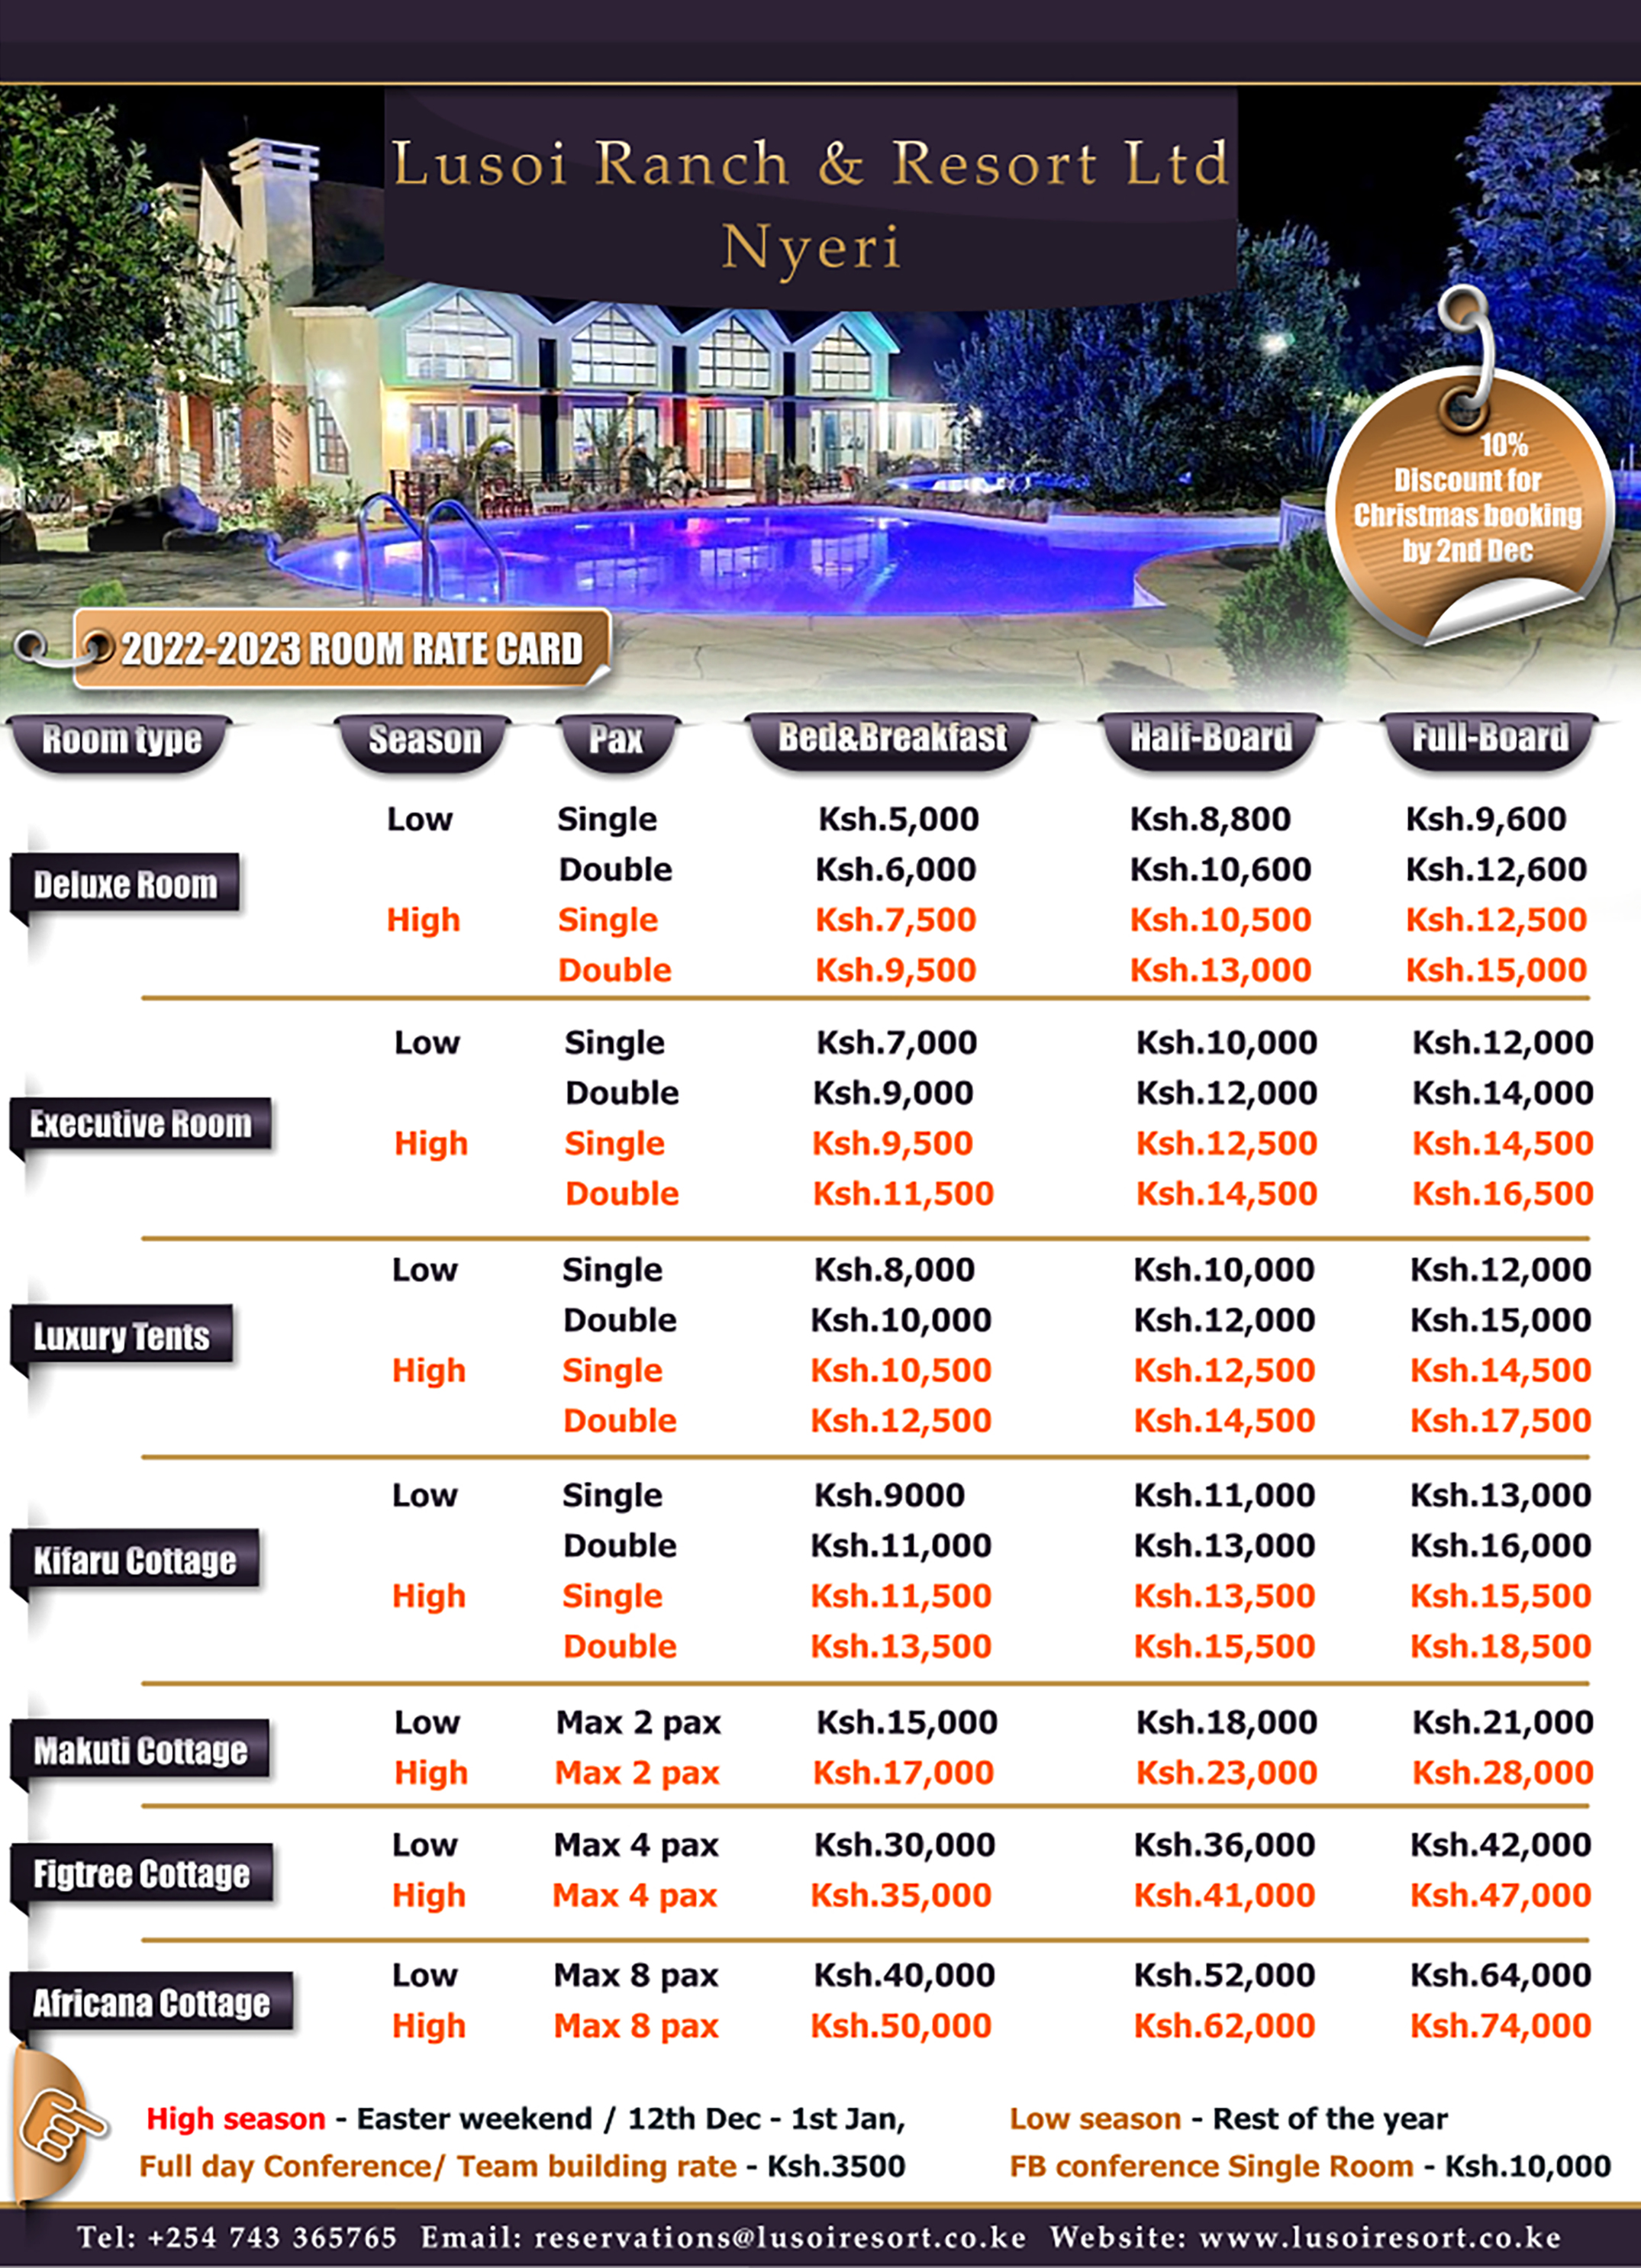 Lusoi Ranch & Resort Ltd
Nyeri
10%
Discount for
Christmas booking
by 2nd Dec
2022-2023 ROOM RATE CARD
Room type Season Pax Bed&Breakfast Half-Board Full-Board
Deluxe Room
Low Single Ksh.5,000 Ksh.8,800 Ksh.9,600
Double Ksh.6,000 Ksh.10,600 Ksh.12,600
High Single Ksh.7,500 Ksh.10,500 Ksh.12,500
Double Ksh.9,500 Ksh.13,000 Ksh.15,000
Executive Room
Low Single Ksh.7,000 Ksh.10,000 Ksh.12,000
Double Ksh.9,000 Ksh.12,000 Ksh.14,000
High Single Ksh.9,500 Ksh.12,500 Ksh.14,500
Double Ksh.11,500 Ksh.14,500 Ksh.16,500
Luxury Tents
Low Single Ksh.8,000 Ksh.10,000 Ksh.12,000
Double Ksh.10,000 Ksh.12,000 Ksh.15,000
High Single Ksh.10,500 Ksh.12,500 Ksh.14,500
Double Ksh.12,500 Ksh.14,500 Ksh.17,500
Kifaru Cottage
Low Single Ksh.9000 Ksh.11,000 Ksh.13,000
Double Ksh.11,000 Ksh.13,000 Ksh.16,000
High Single Ksh.11,500 Ksh.13,500 Ksh.15,500
Double Ksh.13,500 Ksh.15,500 Ksh.18,500
Makuti Cottage
Low Max 2 pax Ksh.15,000 Ksh.18,000 Ksh.21,000
High Max 2 pax Ksh.17,000 Ksh.23,000 Ksh.28,000
Figtree Cottage
Low Max 4 pax Ksh.30,000 Ksh.36,000 Ksh.42,000
High Max 4 pax Ksh.35,000 Ksh.41,000 Ksh.47,000
Africana Cottage
Low Max 8 pax Ksh.40,000 Ksh.52,000 Ksh.64,000
High Max 8 pax Ksh.50,000 Ksh.62,000 Ksh.74,000
High season - Easter weekend / 12th Dec - 1st Jan, Low season - Rest of the year
Full day Conference/ Team building rate - Ksh.3500 FB conference Single Room - Ksh.10,000
Tel: +254 743 365765 Email: reservations@lusoiresort.co.ke Website: www.lusoiresort.co.ke